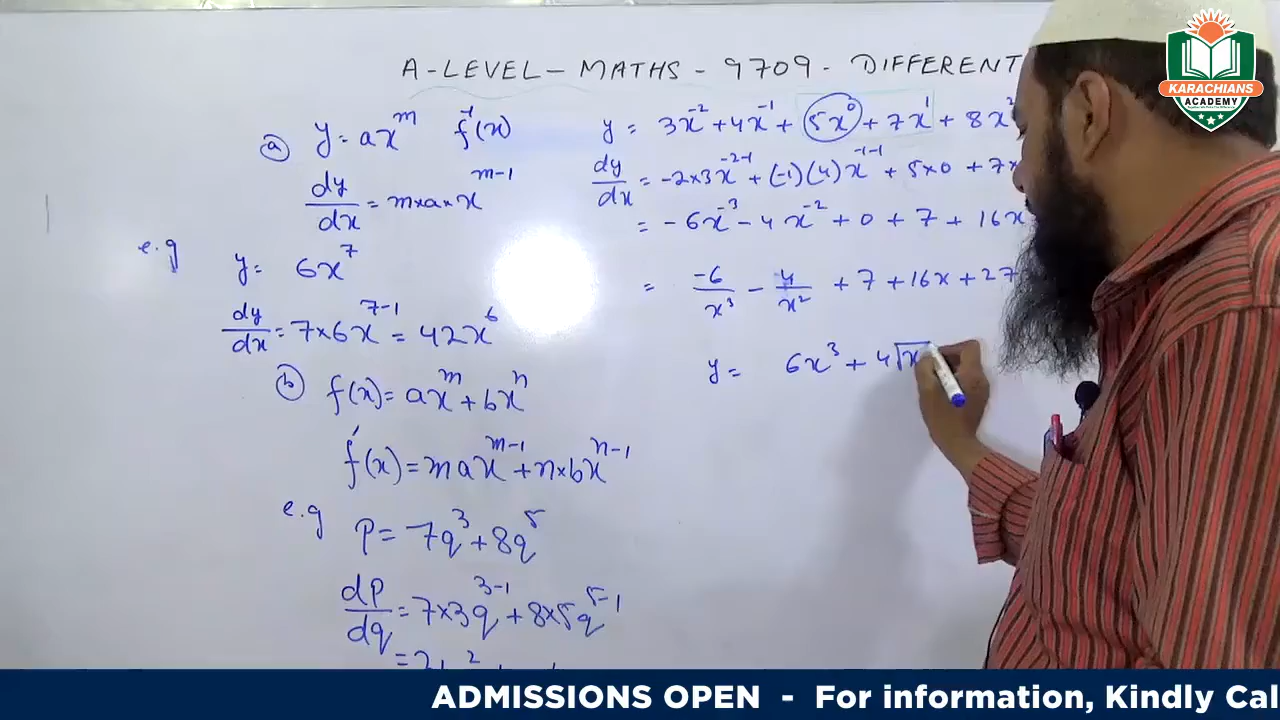 A-LEVEL-MATHS-9709-DIFFERENT
(a) y = ax^m f^-1(x)
dy/dx = m×a×x^(m-1)
e.g
y = 6x^7
dy/dx = 7×6x^(7-1) = 42x^6
(b) f(x) = ax^m + bx^n
f'(x) = max^(m-1) + n×bx^(n-1)
e.g
P = 7q^3 + 8q^5
dP/dq = 7×3q^(3-1) + 8×5q^(5-1)
y = 3x^-2 + 4x^-1 + 5x^0 + 7x^1 + 8x^2
dy/dx = -2×3x^(-2-1) + (-1)(4)x^(-1-1) + 5×0 + 7×
= -6x^-3 - 4x^-2 + 0 + 7 + 16x
= -6/x^3 - 4/x^2 + 7 + 16x + 27
y = 6x^3 + 4√x
KARACHIANS
ACADEMY
ADMISSIONS OPEN - For information, Kindly Cal